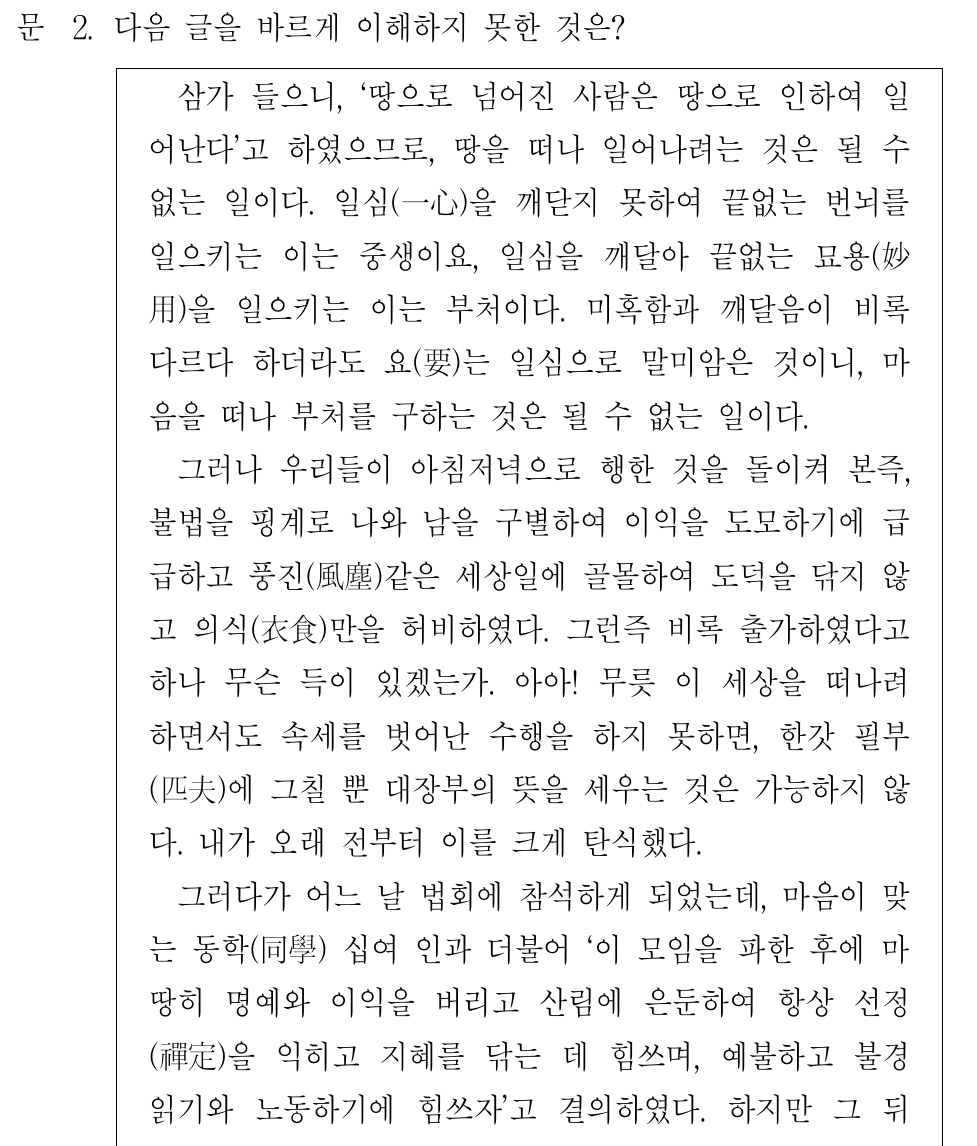 문 2. 다음 글을 바르게 이해하지 못한 것은?
삼가 들으니, ‘땅으로 넘어진 사람은 땅으로 인하여 일
어난다’고 하였으므로, 땅을 떠나 일어나려는 것은 될 수
없는 일이다. 일심(一心)을 깨닫지 못하여 끝없는 번뇌를
일으키는 이는 중생이요, 일심을 깨달아 끝없는 묘용(妙
用)을 일으키는 이는 부처이다. 미혹함과 깨달음이 비록
다르다 하더라도 요(要)는 일심으로 말미암은 것이니, 마
음을 떠나 부처를 구하는 것은 될 수 없는 일이다.
그러나 우리들이 아침저녁으로 행한 것을 돌이켜 본즉,
불법을 핑계로 나와 남을 구별하여 이익을 도모하기에 급
급하고 풍진(風塵)같은 세상일에 골몰하여 도덕을 닦지 않
고 의식(衣食)만을 허비하였다. 그런즉 비록 출가하였다고
하나 무슨 득이 있겠는가. 아아! 무릇 이 세상을 떠나려
하면서도 속세를 벗어난 수행을 하지 못하면, 한갓 필부
(匹夫)에 그칠 뿐 대장부의 뜻을 세우는 것은 가능하지 않
다. 내가 오래 전부터 이를 크게 탄식했다.
그러다가 어느 날 법회에 참석하게 되었는데, 마음이 맞
는 동학(同學) 십여 인과 더불어 ‘이 모임을 파한 후에 마
땅히 명예와 이익을 버리고 산림에 은둔하여 항상 선정
(禪定)을 익히고 지혜를 닦는 데 힘쓰며, 예불하고 불경
읽기와 노동하기에 힘쓰자’고 결의하였다. 하지만 그 뒤